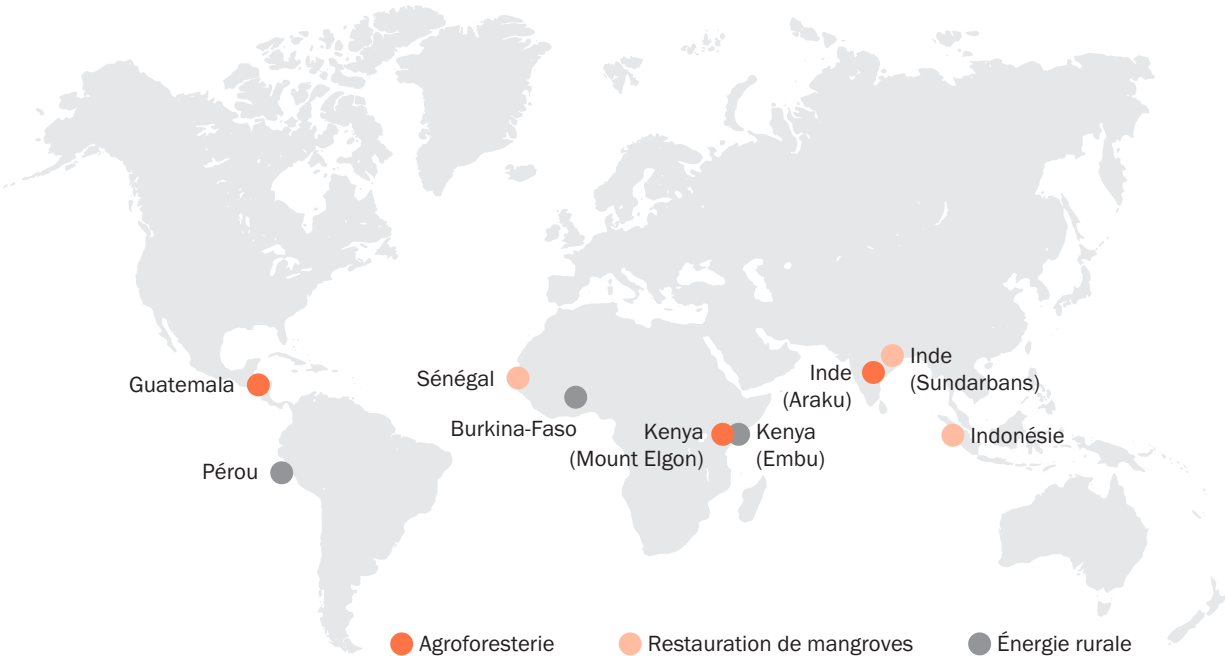 Guatemala
Sénégal
Burkina-Faso
Pérou
Kenya
(Mount Elgon)
Kenya
(Embu)
Inde
(Araku)
Inde
(Sundarbans)
Indonésie
Agroforesterie
Restauration de mangroves
Énergie rurale